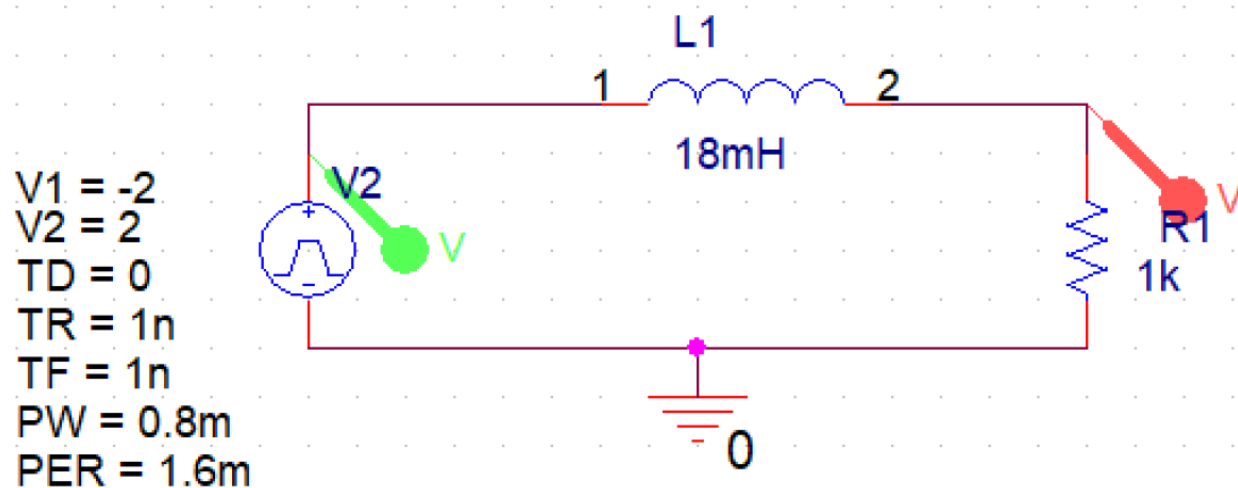 L1
1
2
18mH
V1 = -2
V2 = 2
TD = 0
TR = 1n
TF = 1n
PW = 0.8m
PER = 1.6m
V2
V
V
R1
1k
0